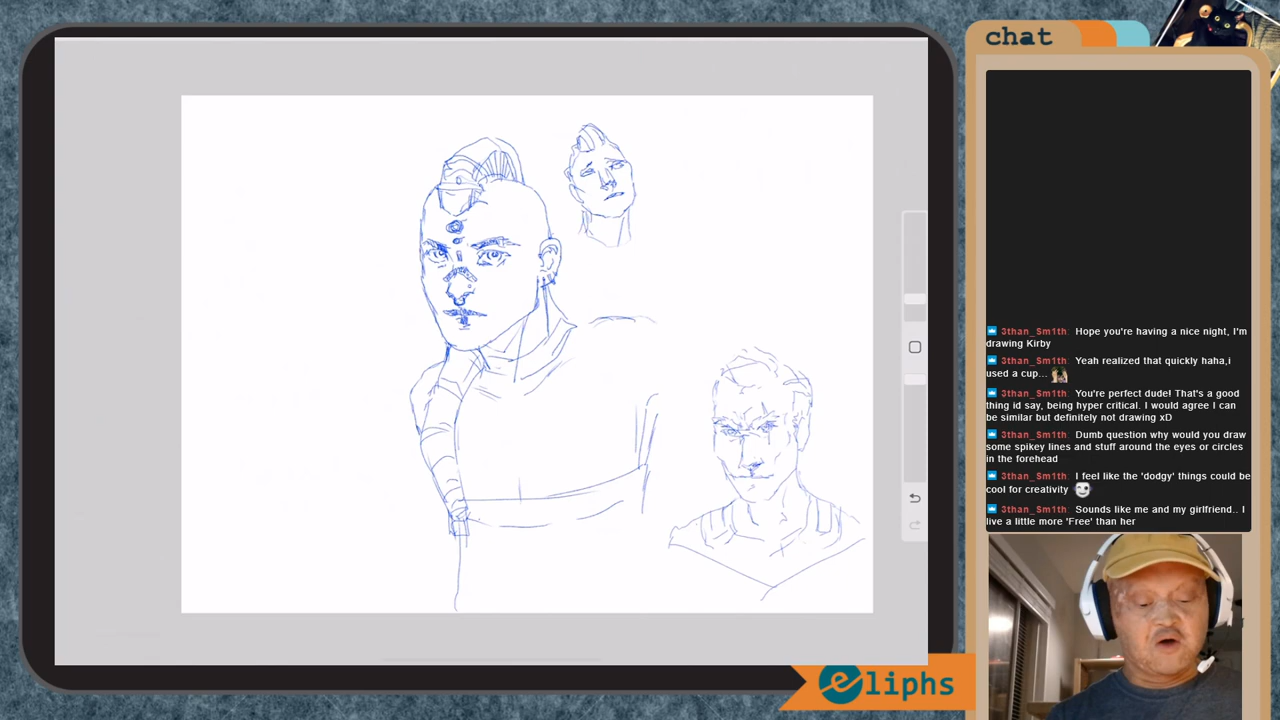 chat
3than_Sm1th: Hope you're having a nice night, I'm
drawing Kirby
3than_Sm1th: Yeah realized that quickly haha,i
used a cup...
3than_Sm1th: You're perfect dude! That's a good
thing id say, being hyper critical. I would agree I can
be similar but definitely not drawing xD
3than_Sm1th: Dumb question why would you draw
some spikey lines and stuff around the eyes or circles
in the forehead
3than_Sm1th: I feel like the 'dodgy' things could be
cool for creativity
3than_Sm1th: Sounds like me and my girlfriend.. I
live a little more 'Free' than her
eliphs